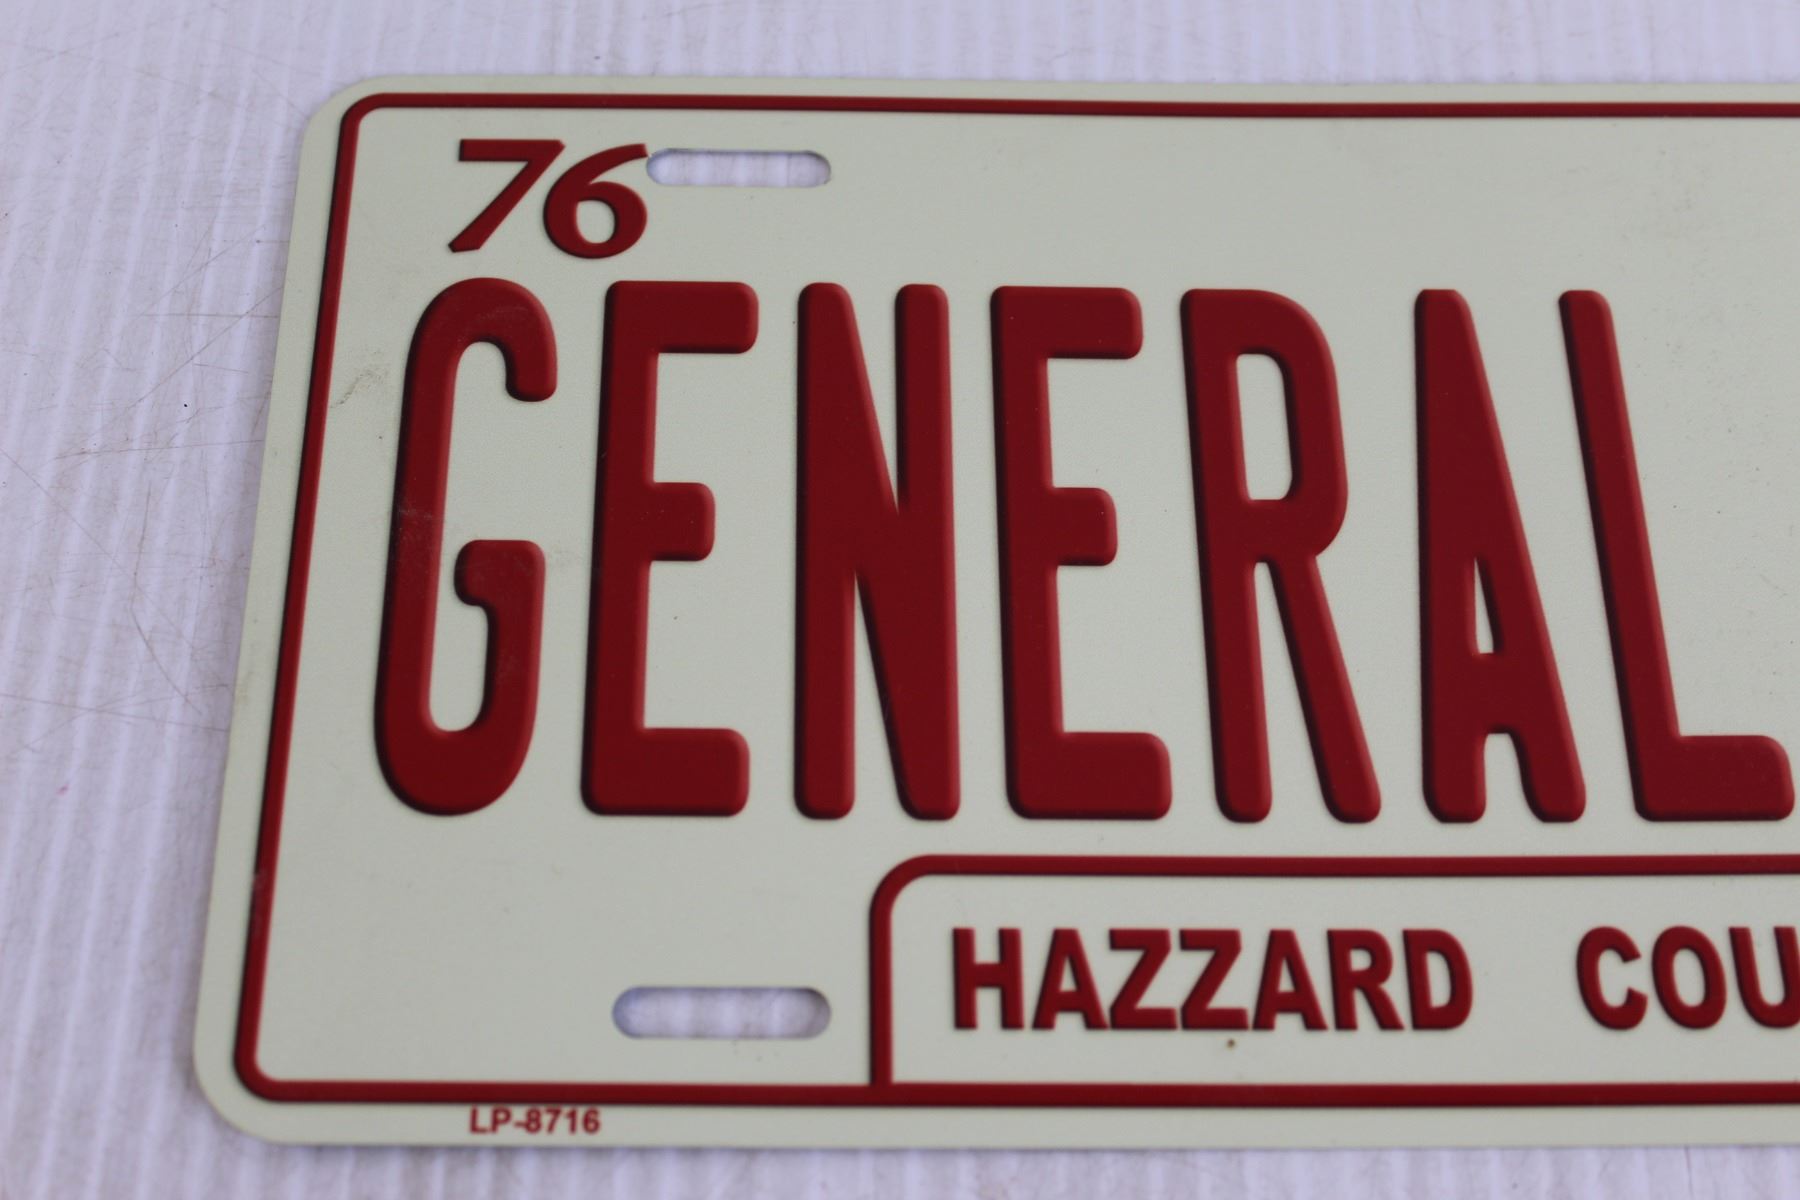 76
GENERAL
HAZZARD COU
LP-8716